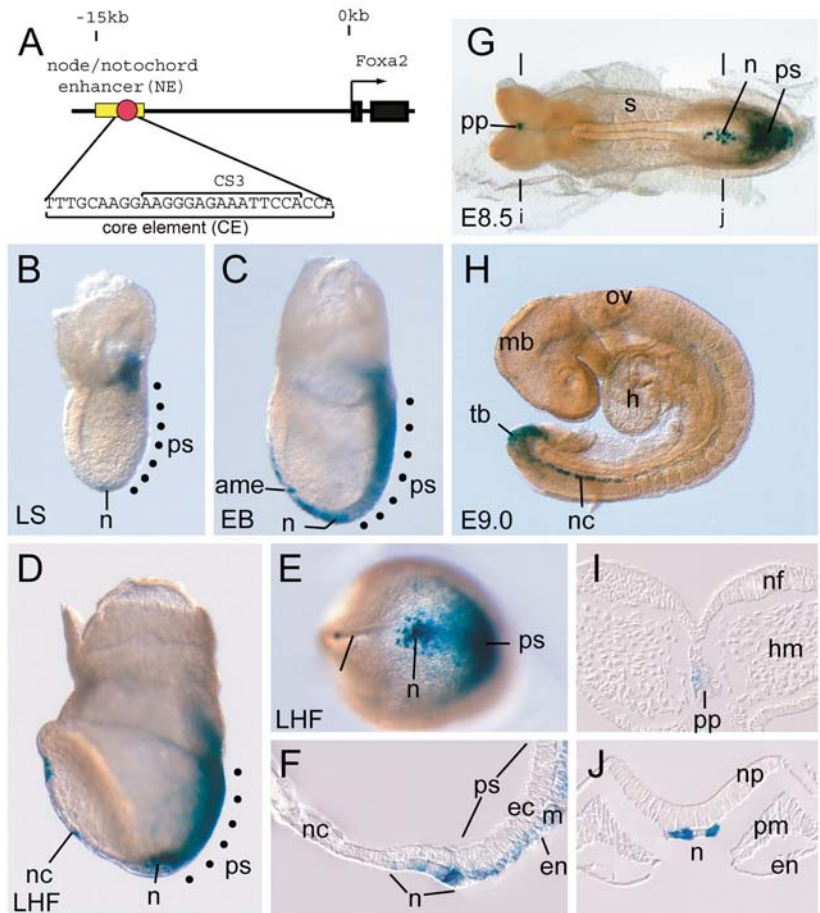 A
-15kb
0kb
node/notochord
enhancer(NE)
Foxa2
CS3
TTTGCAAGGAAGGGAGAAATTCCACCA
core element (CE)
B
ps
n
LS
C
ame
ps
n
EB
D
ps
nc
n
LHF
E
ps
n
LHF
F
ps
nc
ec
m
en
n
G
n
ps
s
pp
E8.5
i
j
H
ov
mb
h
tb
nc
E9.0
I
nf
hm
pp
J
np
pm
n
en